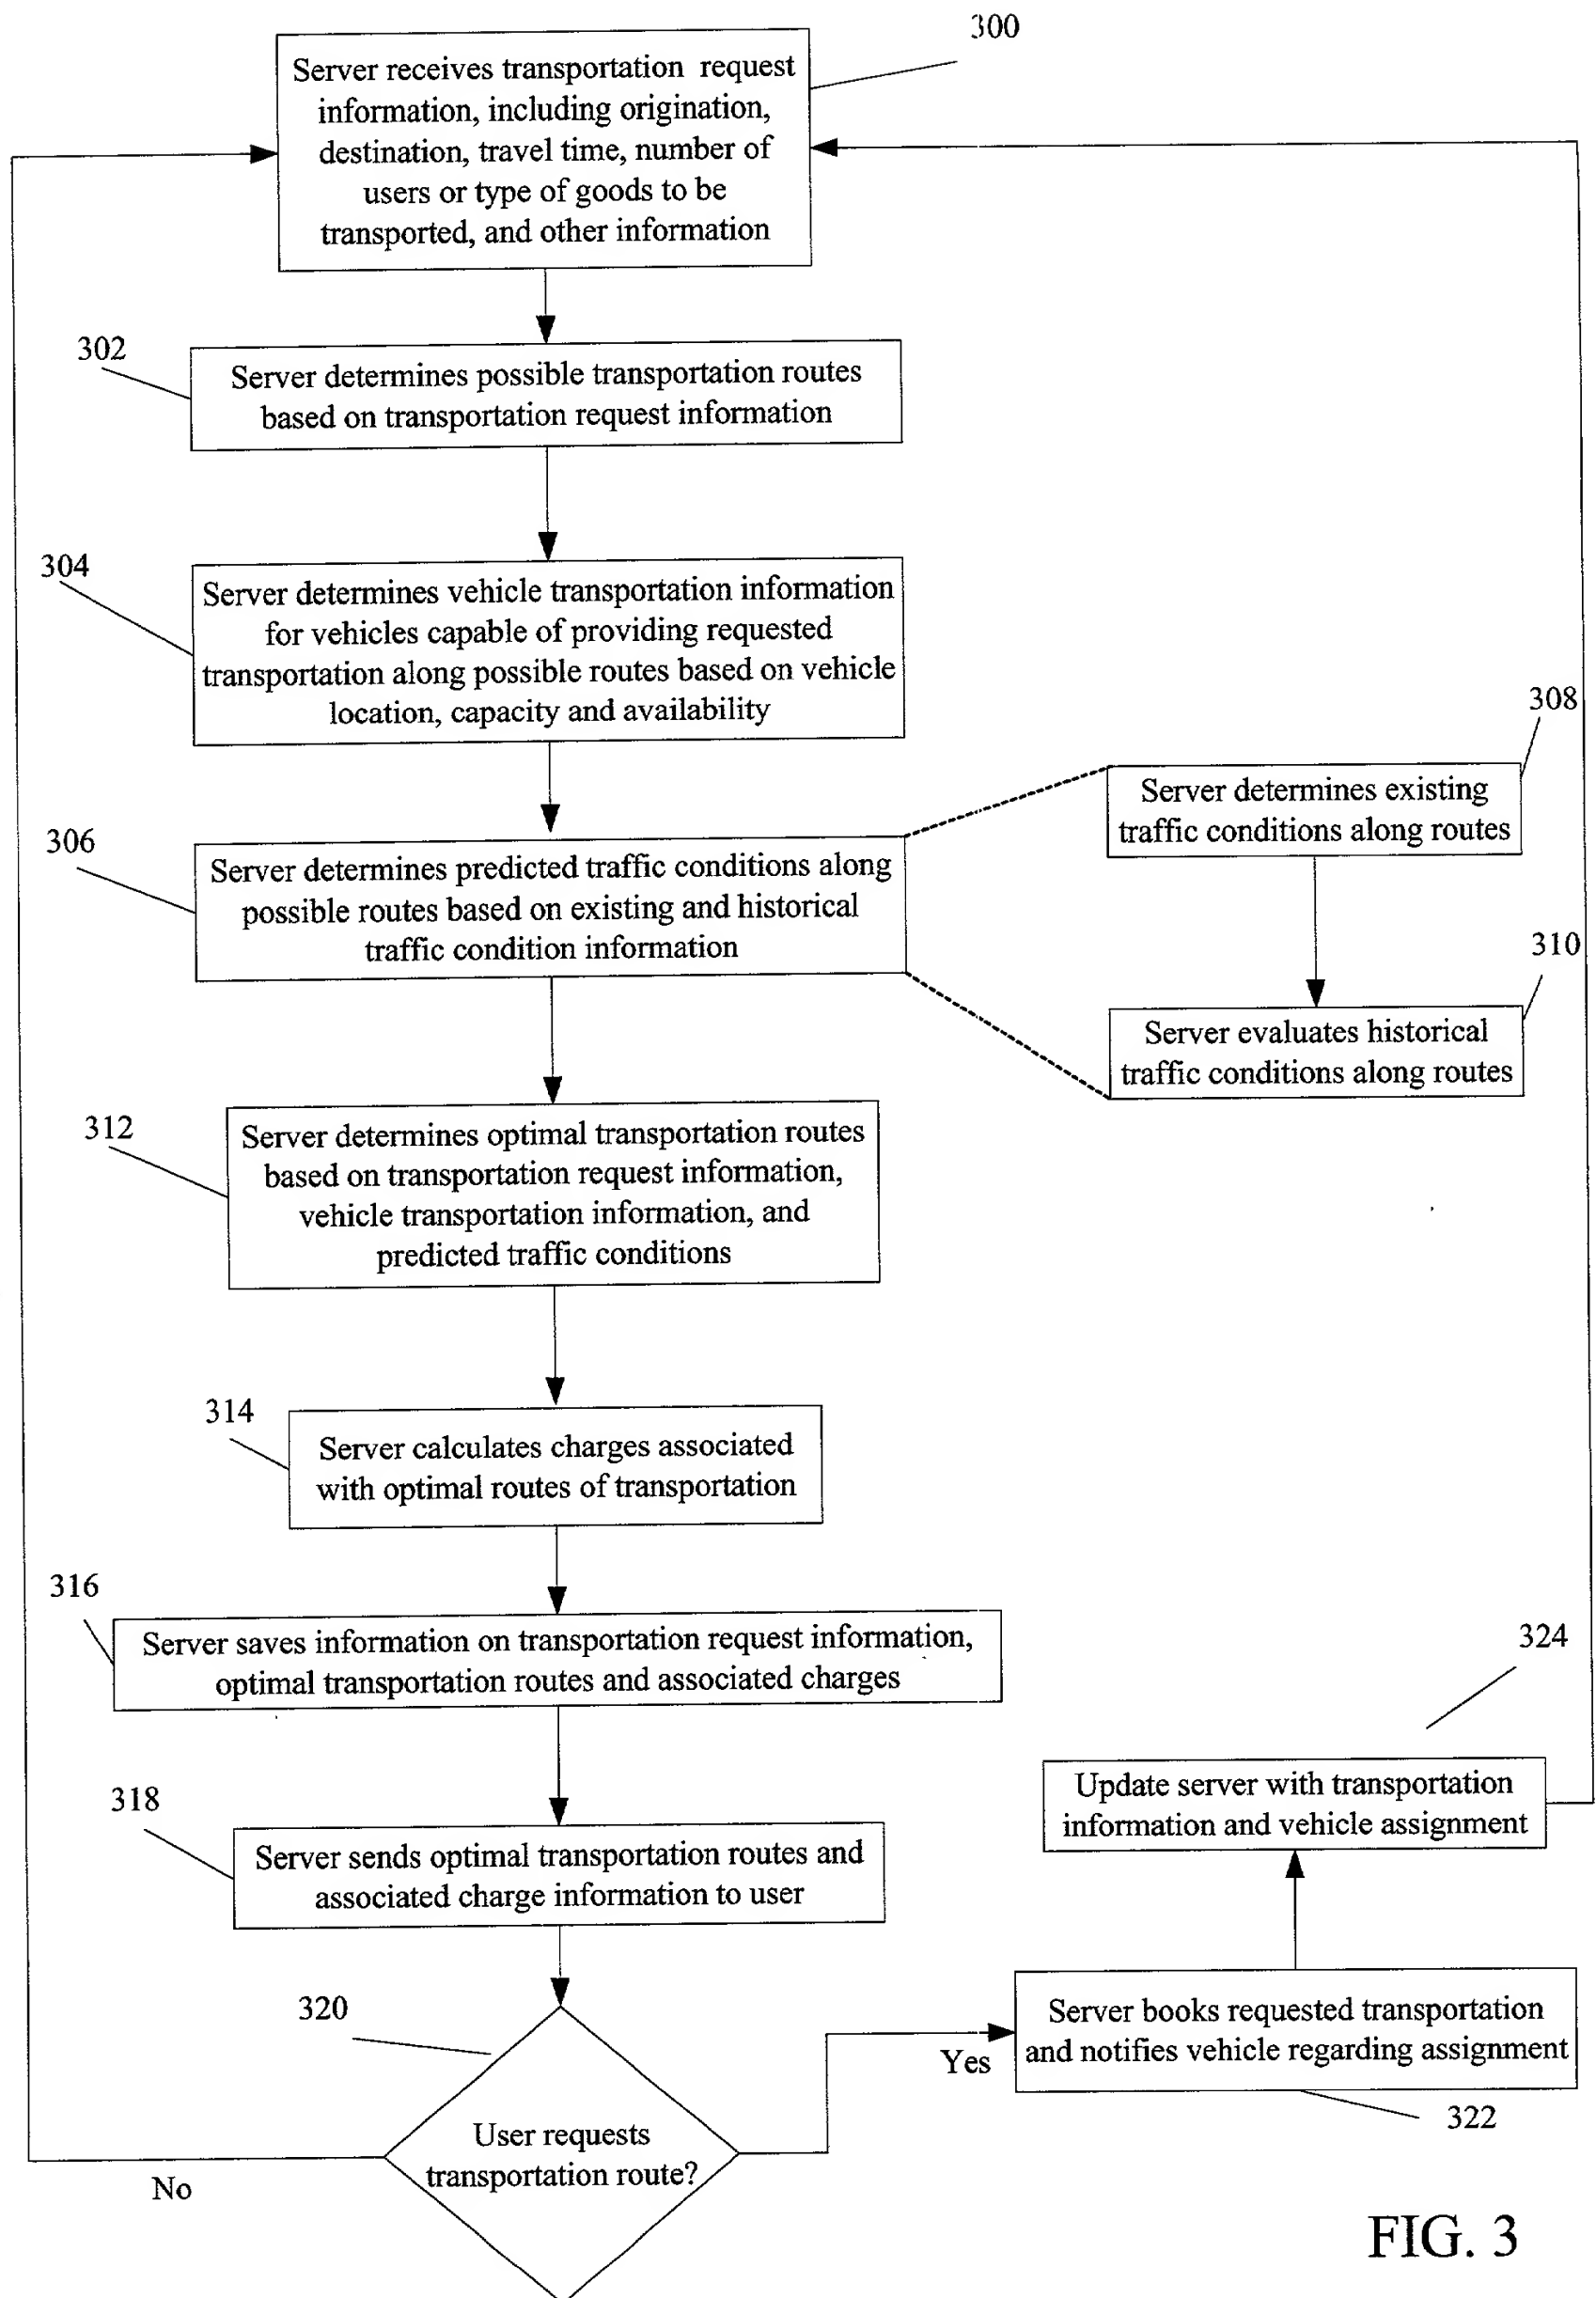 300
Server receives transportation request
information, including origination,
destination, travel time, number of
users or type of goods to be
transported, and other information
302
Server determines possible transportation routes
based on transportation request information
304
Server determines vehicle transportation information
for vehicles capable of providing requested
transportation along possible routes based on vehicle
location, capacity and availability
306
Server determines predicted traffic conditions along
possible routes based on existing and historical
traffic condition information
308
Server determines existing
traffic conditions along routes
310
Server evaluates historical
traffic conditions along routes
312
Server determines optimal transportation routes
based on transportation request information,
vehicle transportation information, and
predicted traffic conditions
314
Server calculates charges associated
with optimal routes of transportation
316
Server saves information on transportation request information,
optimal transportation routes and associated charges
318
Server sends optimal transportation routes and
associated charge information to user
320
User requests
transportation route?
No
Yes
Server books requested transportation
and notifies vehicle regarding assignment
322
324
Update server with transportation
information and vehicle assignment
FIG. 3